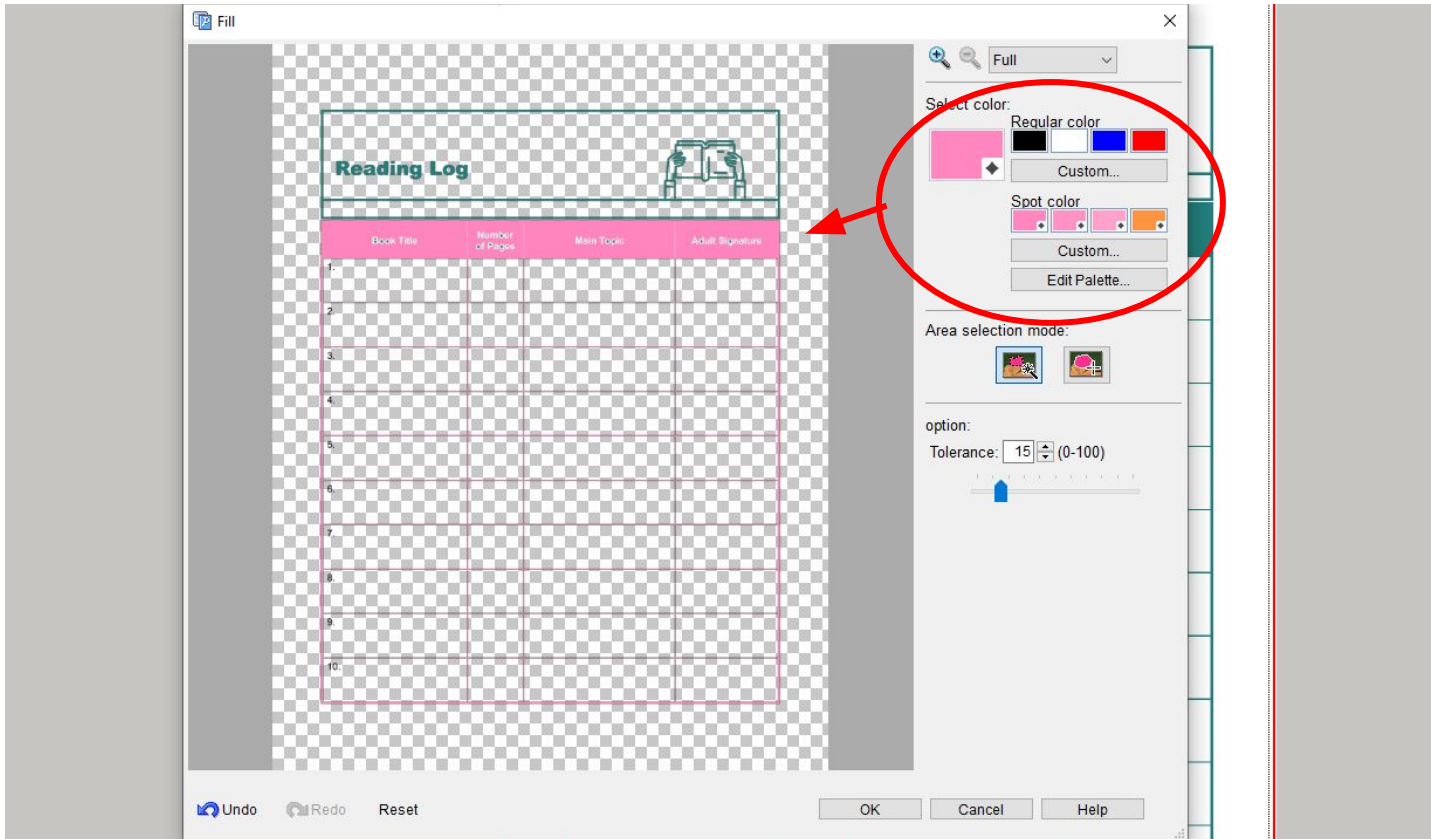 Fill
Full
Select color:
Regular color
Custom...
Spot color
Custom...
Edit Palette...
Area selection mode:
option:
Tolerance: 15 (0-100)
Reading Log
Book Title
Number
of Pages
Main Topic
Adult Signature
1.
2.
3.
4.
5.
6.
7.
8.
9.
10.
Undo
Redo
Reset
OK
Cancel
Help